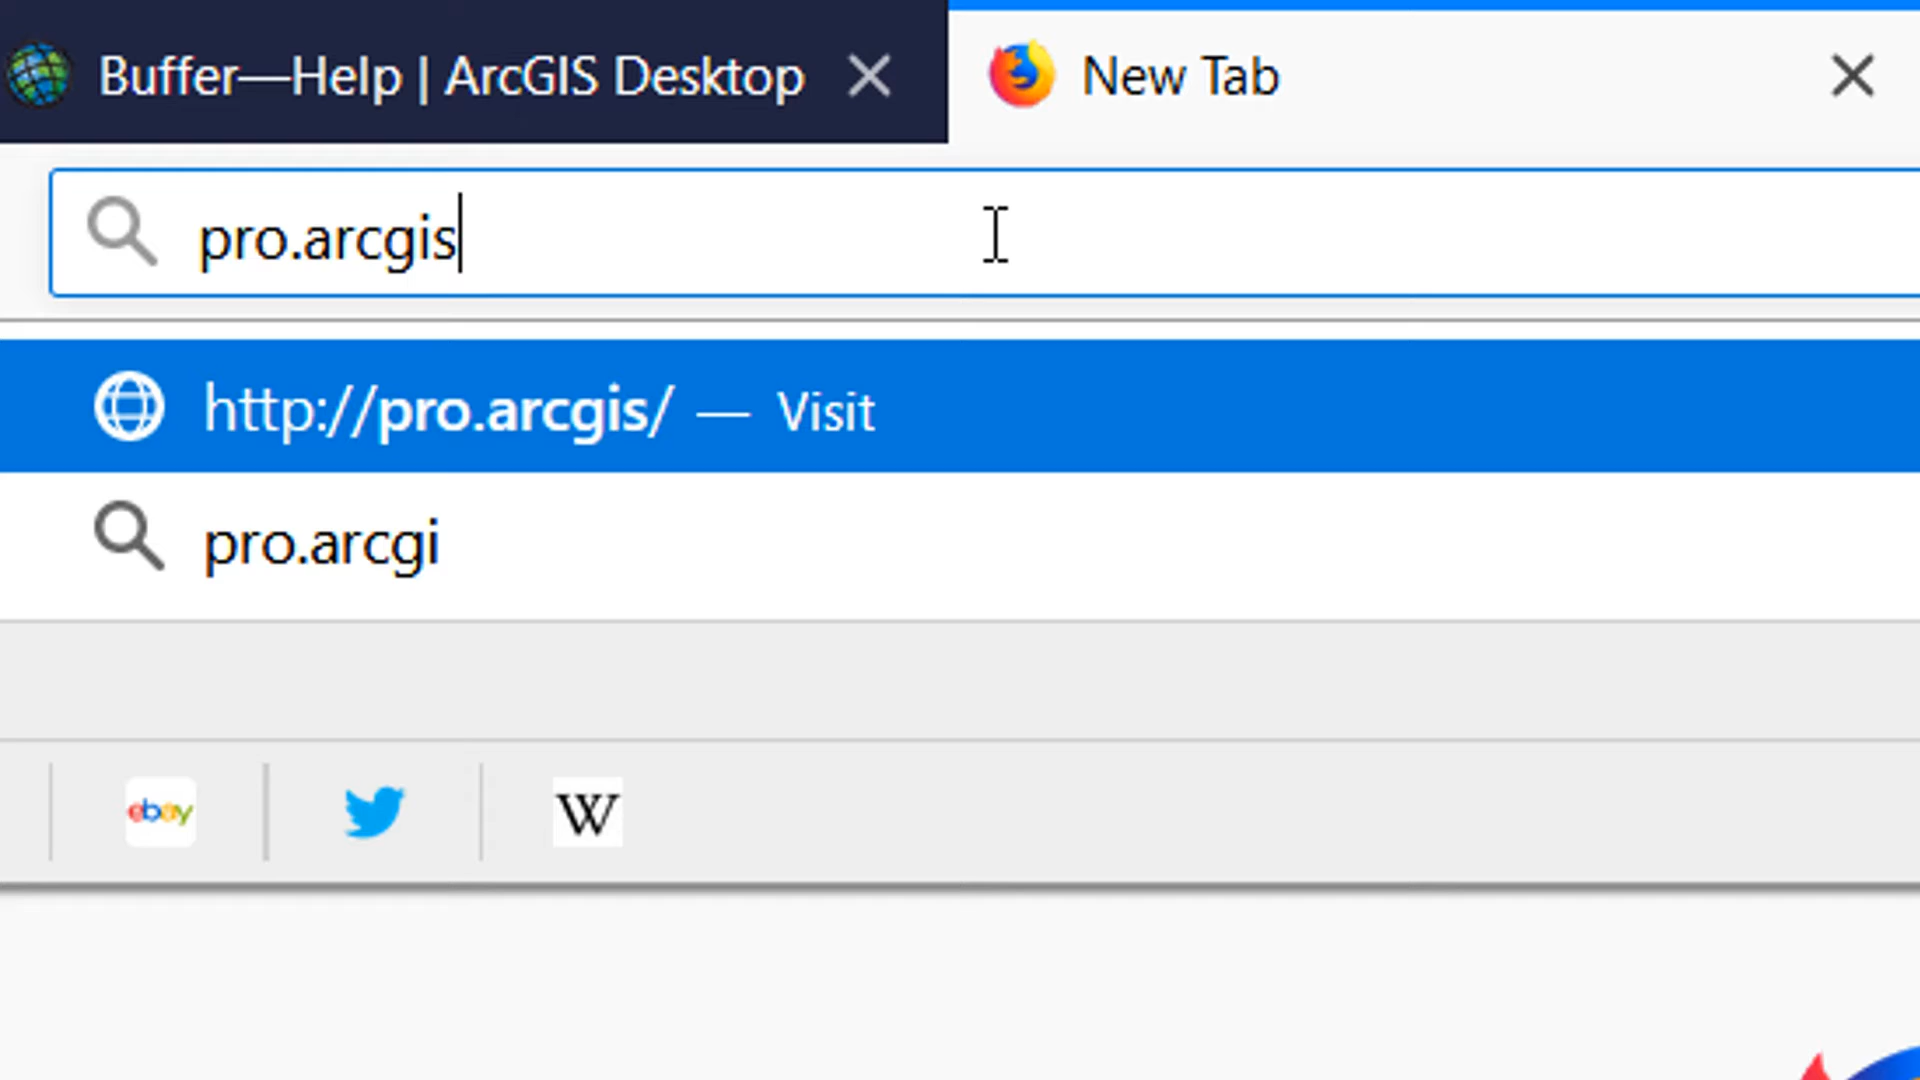 Buffer—Help | ArcGIS Desktop
New Tab
pro.arcgis
http://pro.arcgis/ — Visit
pro.arcgi
ebay
W